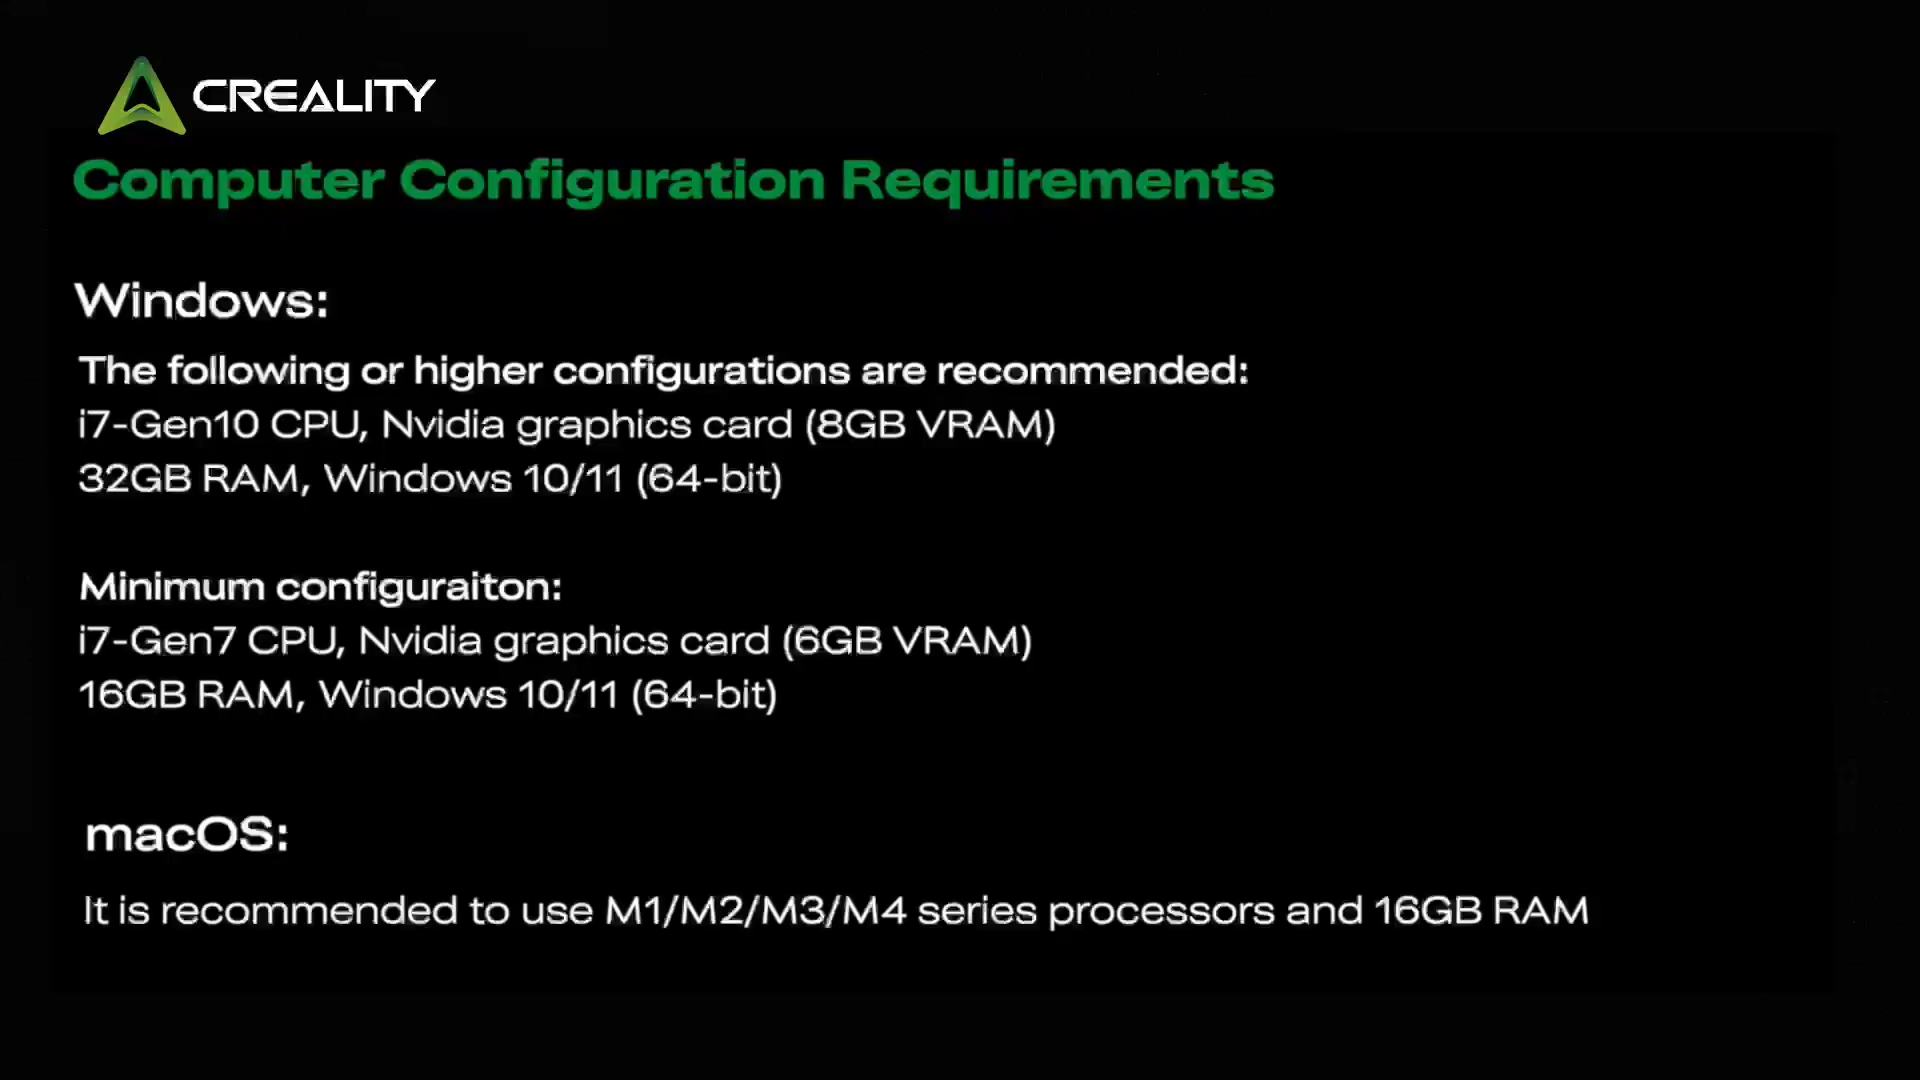 CREALITY
Computer Configuration Requirements
Windows:
The following or higher configurations are recommended:
i7-Gen10 CPU, Nvidia graphics card (8GB VRAM)
32GB RAM, Windows 10/11 (64-bit)
Minimum configuraiton:
i7-Gen7 CPU, Nvidia graphics card (6GB VRAM)
16GB RAM, Windows 10/11 (64-bit)
macOS:
It is recommended to use M1/M2/M3/M4 series processors and 16GB RAM